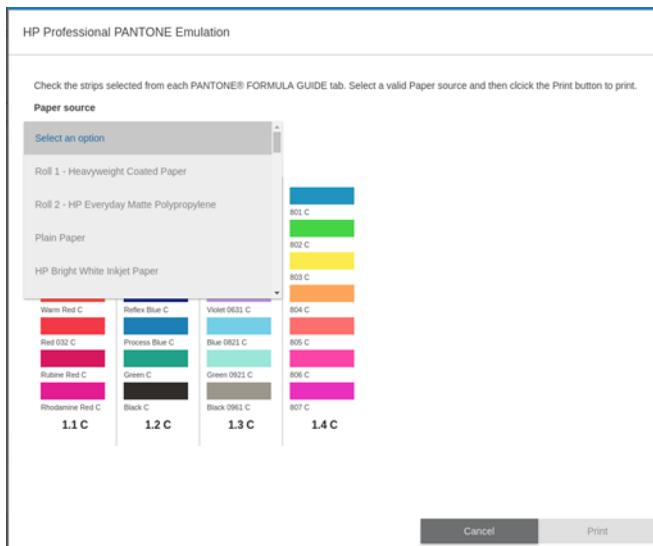 HP Professional PANTONE Emulation
Check the strips selected from each PANTONE® FORMULA GUIDE tab. Select a valid Paper source and then clcick the Print button to print.
Paper source
Select an option
Roll 1 - Heavyweight Coated Paper
Roll 2 - HP Everyday Matte Polypropylene
Plain Paper
HP Bright White Inkjet Paper
801 C
802 C
803 C
Warm Red C Reflex Blue C Violet 0631 C 804 C
Red 032 C Process Blue C Blue 0821 C 805 C
Rubine Red C Green C Green 0921 C 806 C
Rhodamine Red C Black C Black 0961 C 807 C
1.1 C 1.2 C 1.3 C 1.4 C
Cancel Print